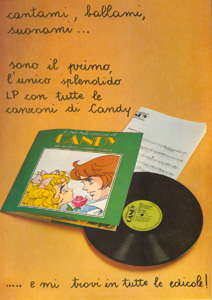 cantami, ballami,
suonami...
sono il primo,
l'unico splendido
LP con tutte le
canzoni di Candy
CANDY
CANDY
..... e mi trovi in tutte le edicole!